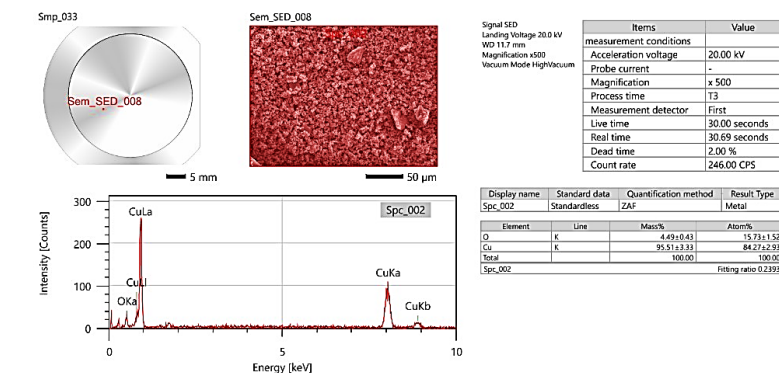 Smp_033
Sem_SED_008
Sem_SED_008
5 mm
50 µm
Signal SED
Landing Voltage 20.0 kV
WD 11.7 mm
Magnification x500
Vacuum Mode HighVacuum
Items Value
measurement conditions
Acceleration voltage 20.00 kV
Probe current -
Magnification x 500
Process time T3
Measurement detector First
Live time 30.00 seconds
Real time 30.69 seconds
Dead time 2.00 %
Count rate 246.00 CPS
Intensity [Counts]
300
200
100
0
CuLa
CuLl
OKa
Spc_002
CuKa
CuKb
0 5 10
Energy [keV]
Display name Standard data Quantification method Result Type
Spc_002 Standardless ZAF Metal
Element Line Mass% Atom%
O K 4.49±0.43 15.73±1.52
Cu K 95.51±3.33 84.27±2.93
Total 100.00 100.00
Spc_002 Fitting ratio 0.2393